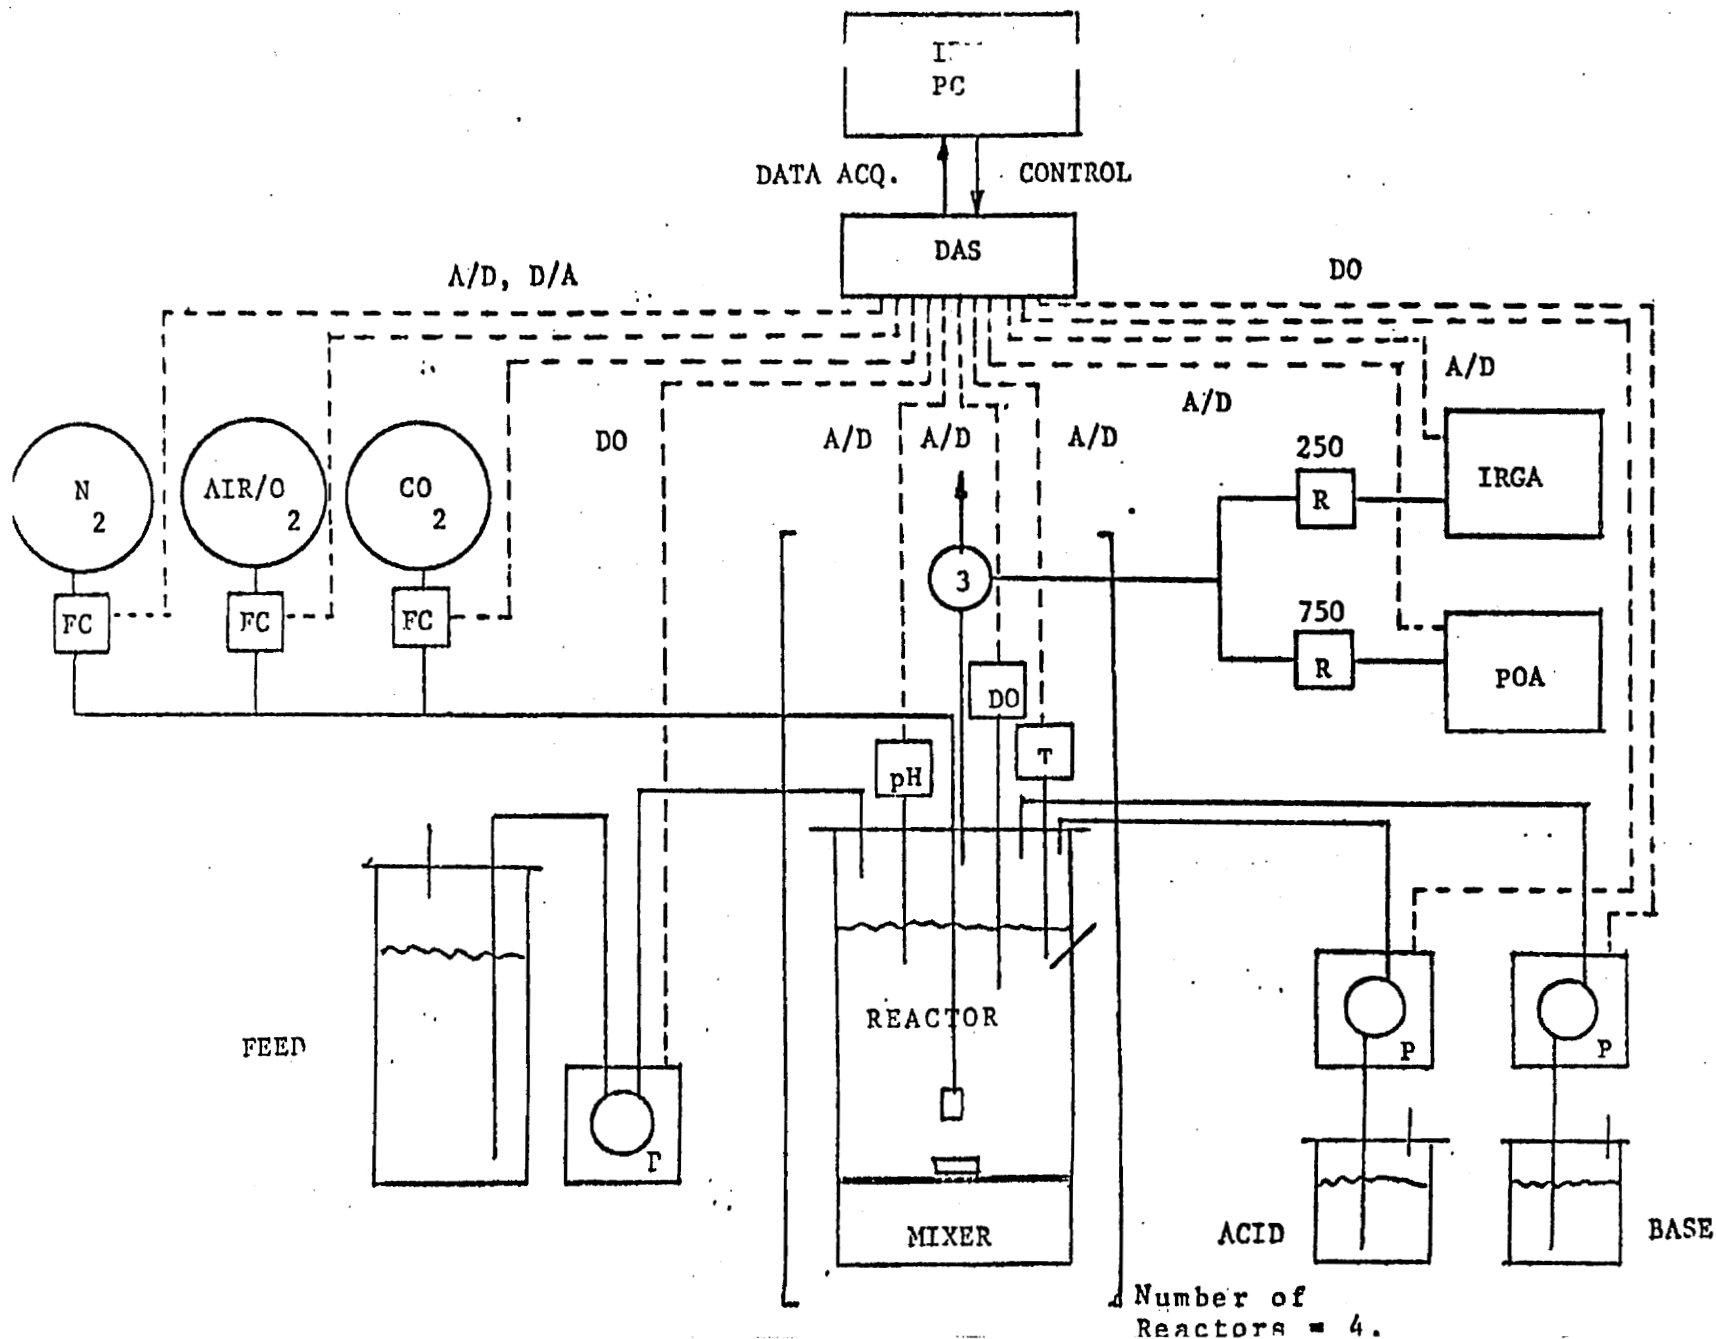 PC
DATA ACQ.
CONTROL
DAS
A/D, D/A
DO
A/D
A/D
DO
A/D
A/D
A/D
N
2
AIR/O
2
CO
2
250
R
IRGA
3
FC
FC
FC
750
R
POA
DO
T
pH
REACTOR
FEED
P
P
P
MIXER
ACID
BASE
Number of
Reactors = 4.